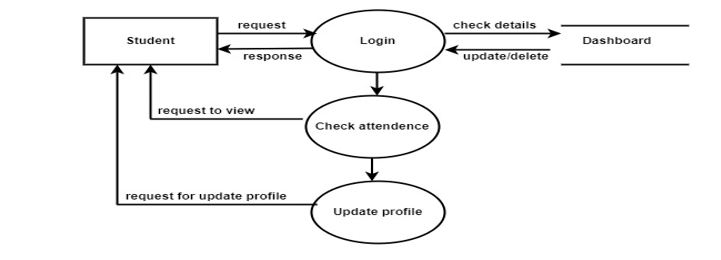 request
check details
Student
Login
Dashboard
response
update/delete
request to view
Check attendence
request for update profile
Update profile